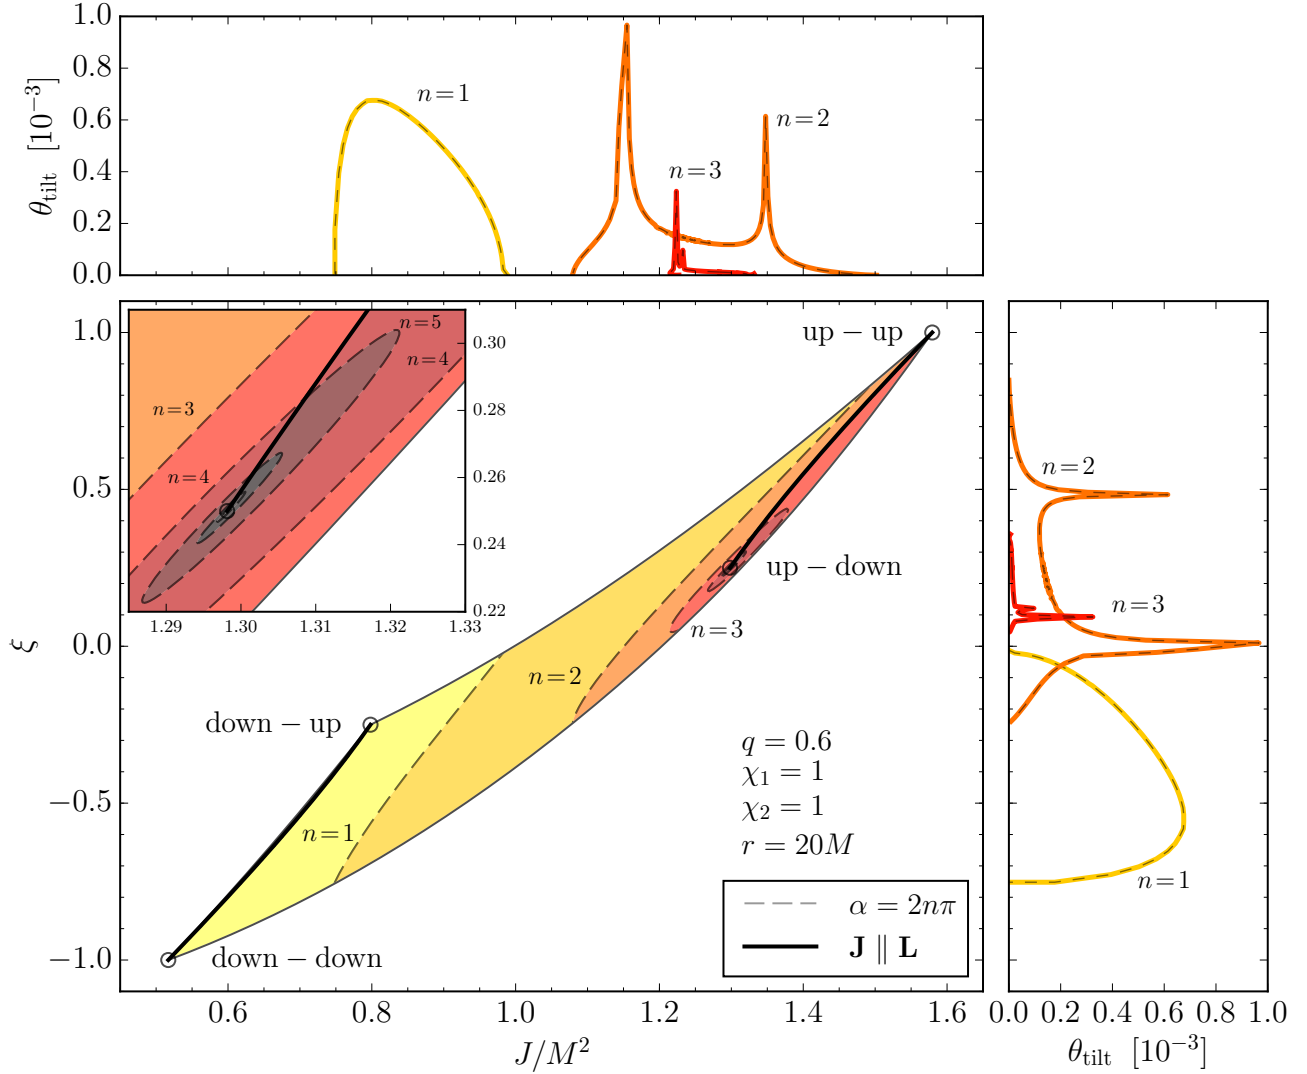 1.0
0.8
0.6
0.4
0.2
0.0
θtilt [10⁻³]
n=1
n=2
n=3
1.0
0.5
0.0
−0.5
−1.0
ξ
n=5
n=4
n=3
n=4
0.30
0.28
0.26
0.24
0.22
1.29 1.30 1.31 1.32 1.33
up − up
up − down
n=3
n=2
down − up
n=1
down − down
q = 0.6
χ₁ = 1
χ₂ = 1
r = 20M
α = 2nπ
J ∥ L
0.6 0.8 1.0 1.2 1.4 1.6
J/M²
n=2
n=3
n=1
0.0 0.2 0.4 0.6 0.8 1.0
θtilt [10⁻³]